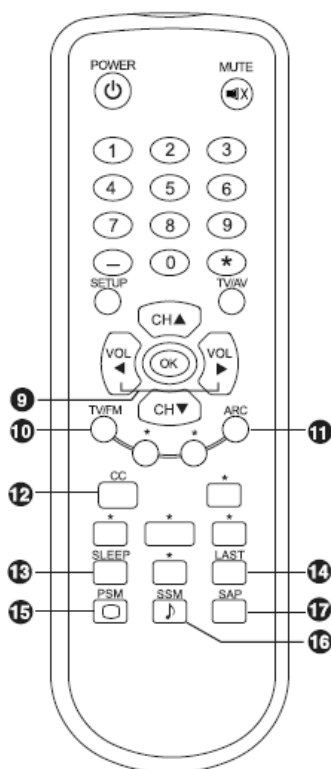 POWER MUTE
1 2 3
4 5 6
7 8 9
– 0 *
SETUP TV/AV
CH▲
VOL ◀ OK VOL ▶
9
CH▼
10 TV/FM * * ARC 11
12 CC *
* * *
13 SLEEP * LAST 14
15 PSM SSM SAP 17
16